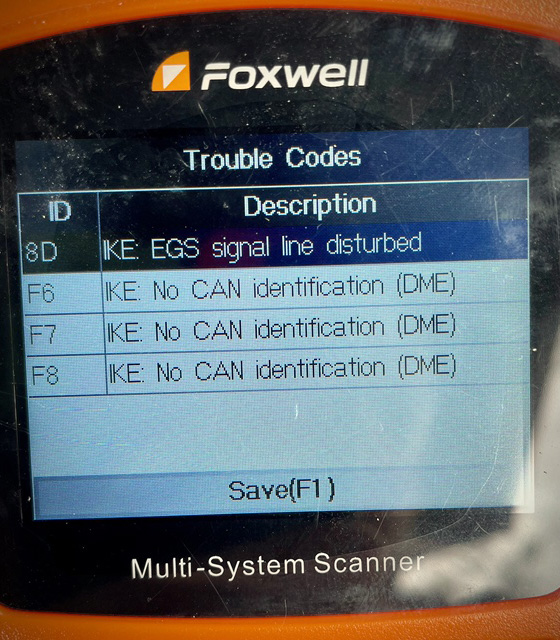 Foxwell
Trouble Codes
ID Description
8D IKE: EGS signal line disturbed
F6 IKE: No CAN identification (DME)
F7 IKE: No CAN identification (DME)
F8 IKE: No CAN identification (DME)
Save(F1)
Multi-System Scanner